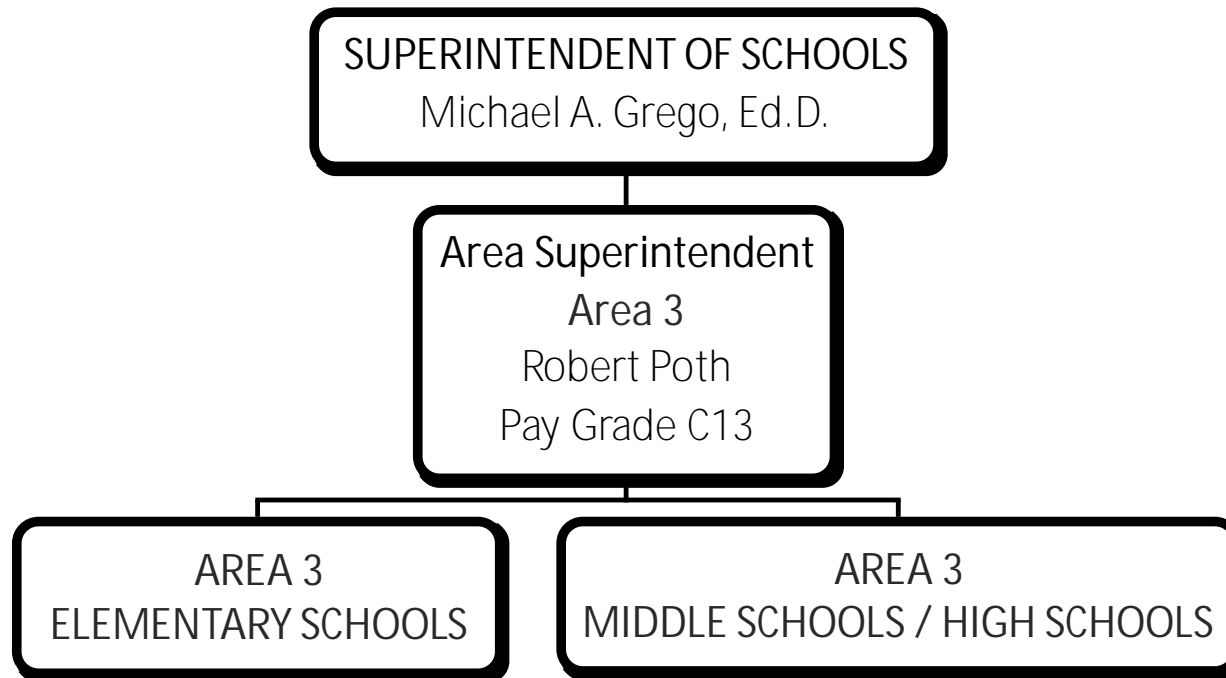 SUPERINTENDENT OF SCHOOLS
Michael A. Grego, Ed.D.
Area Superintendent
Area 3
Robert Poth
Pay Grade C13
AREA 3
ELEMENTARY SCHOOLS
AREA 3
MIDDLE SCHOOLS / HIGH SCHOOLS